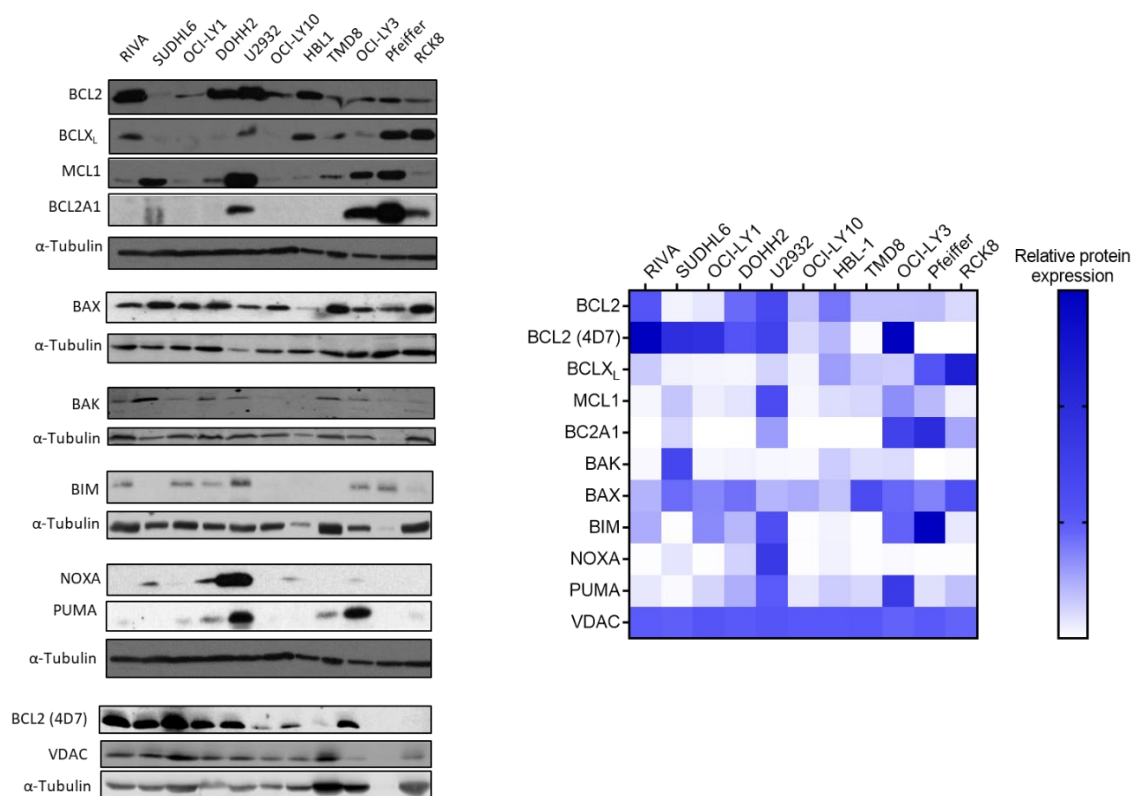 RIVA
SUDHL6
OCI-LY1
DOHH2
U2932
OCI-LY10
HBL1
TMD8
OCI-LY3
Pfeiffer
RCK8
BCL2
BCLXL
MCL1
BCL2A1
α-Tubulin
BAX
α-Tubulin
BAK
α-Tubulin
BIM
α-Tubulin
NOXA
PUMA
α-Tubulin
BCL2 (4D7)
VDAC
α-Tubulin
RIVA
SUDHL6
OCI-LY1
DOHH2
U2932
OCI-LY10
HBL-1
TMD8
OCI-LY3
Pfeiffer
RCK8
BCL2
BCL2 (4D7)
BCLXL
MCL1
BC2A1
BAK
BAX
BIM
NOXA
PUMA
VDAC
Relative protein
expression